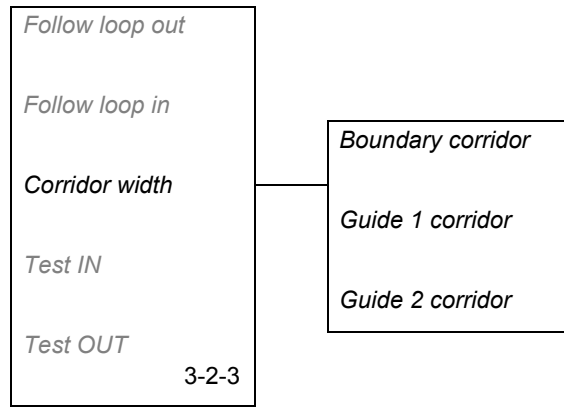 Follow loop out
Follow loop in
Corridor width
Test IN
Test OUT
3-2-3
Boundary corridor
Guide 1 corridor
Guide 2 corridor